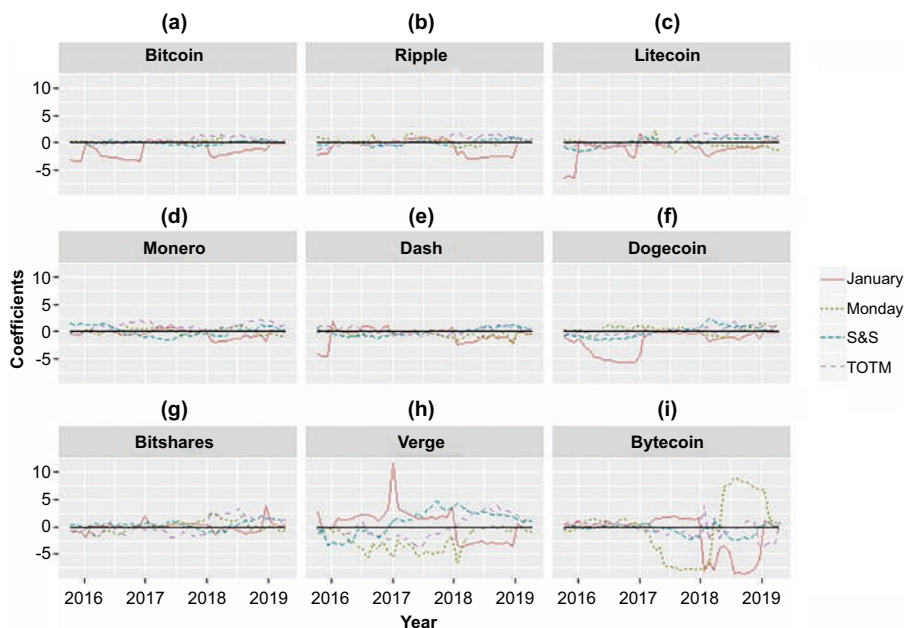 (a) (b) (c)
Bitcoin Ripple Litecoin
10
5
0
-5
(d) (e) (f)
Monero Dash Dogecoin
10
5
0
-5
(g) (h) (i)
Bitshares Verge Bytecoin
10
5
0
-5
2016 2017 2018 2019 2016 2017 2018 2019 2016 2017 2018 2019
Year
Coefficients
January
Monday
S&S
TOTM